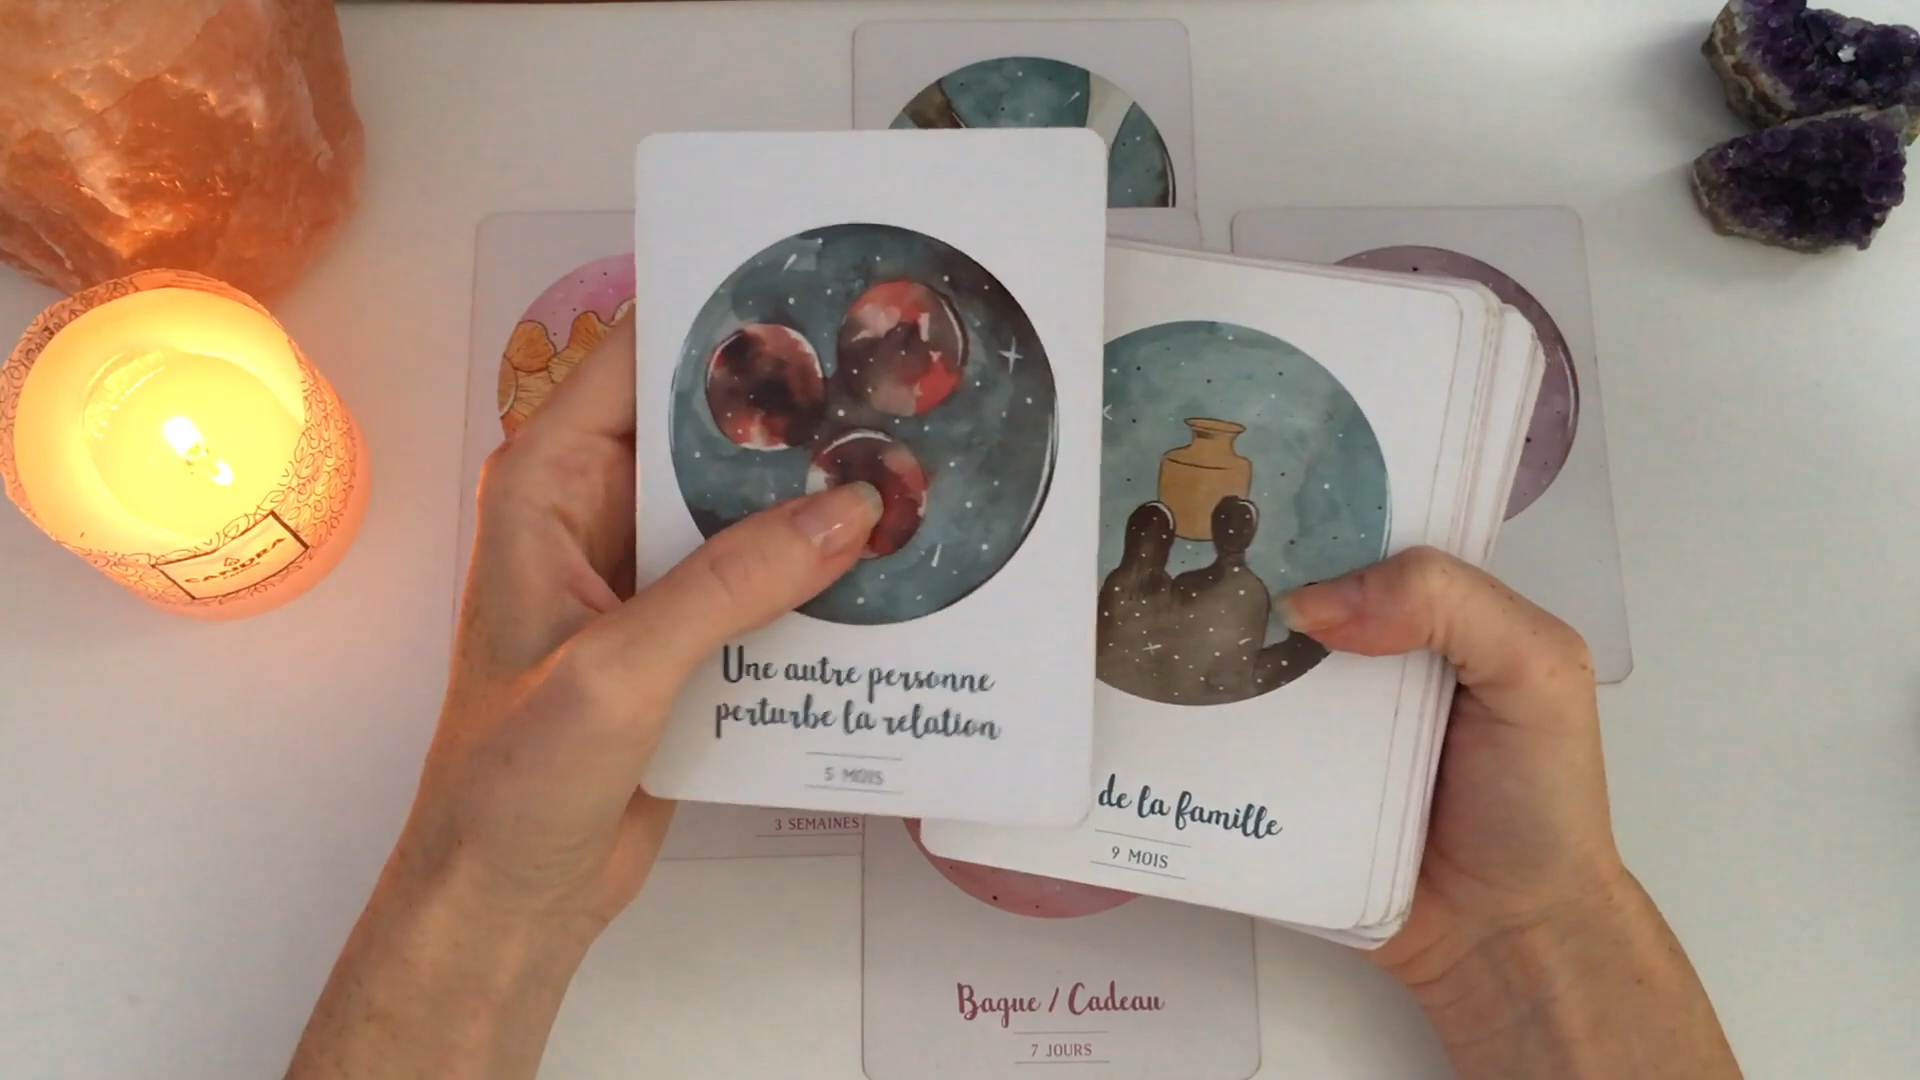 Une autre personne
perturbe la relation
5 MOIS
de la famille
9 MOIS
3 SEMAINES
Bague / Cadeau
7 JOURS